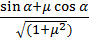 sin α+μ cos α
√(1+μ²)